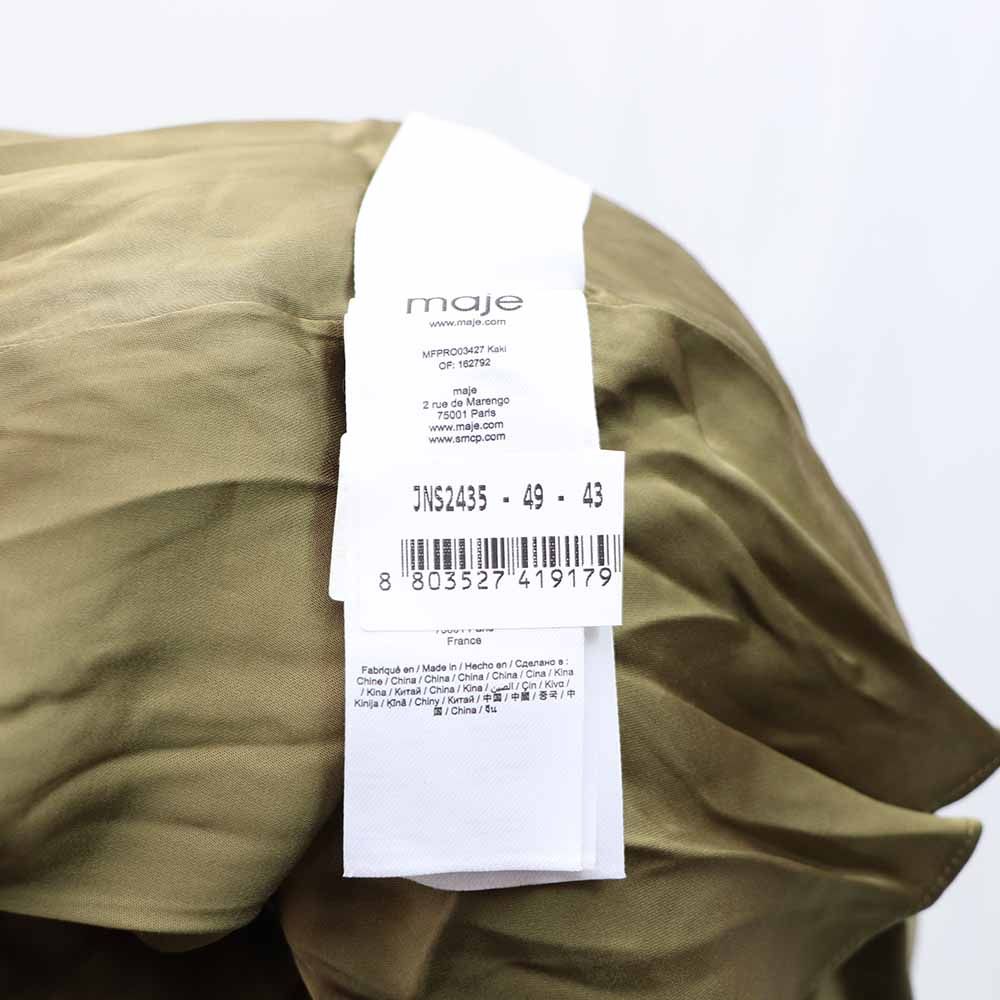 maje
www.maje.com
MFPRO03427 Kaki
OF: 162792
maje
2 rue de Marengo
75001 Paris
www.maje.com
www.smcp.com
JNS2435 - 49 - 43
8 803527 419179
75001 Paris
France
Fabriqué en / Made in / Hecho en / Сделано в :
Chine / China / China / China / China / Cina / Kina
/ Kina / Китай / China / Kina / الصين / Çin / Kiva /
Kinija / Ķīnā / Chiny / Китай / 中国 / 中國 / 중국 / 中
国 / China / จีน